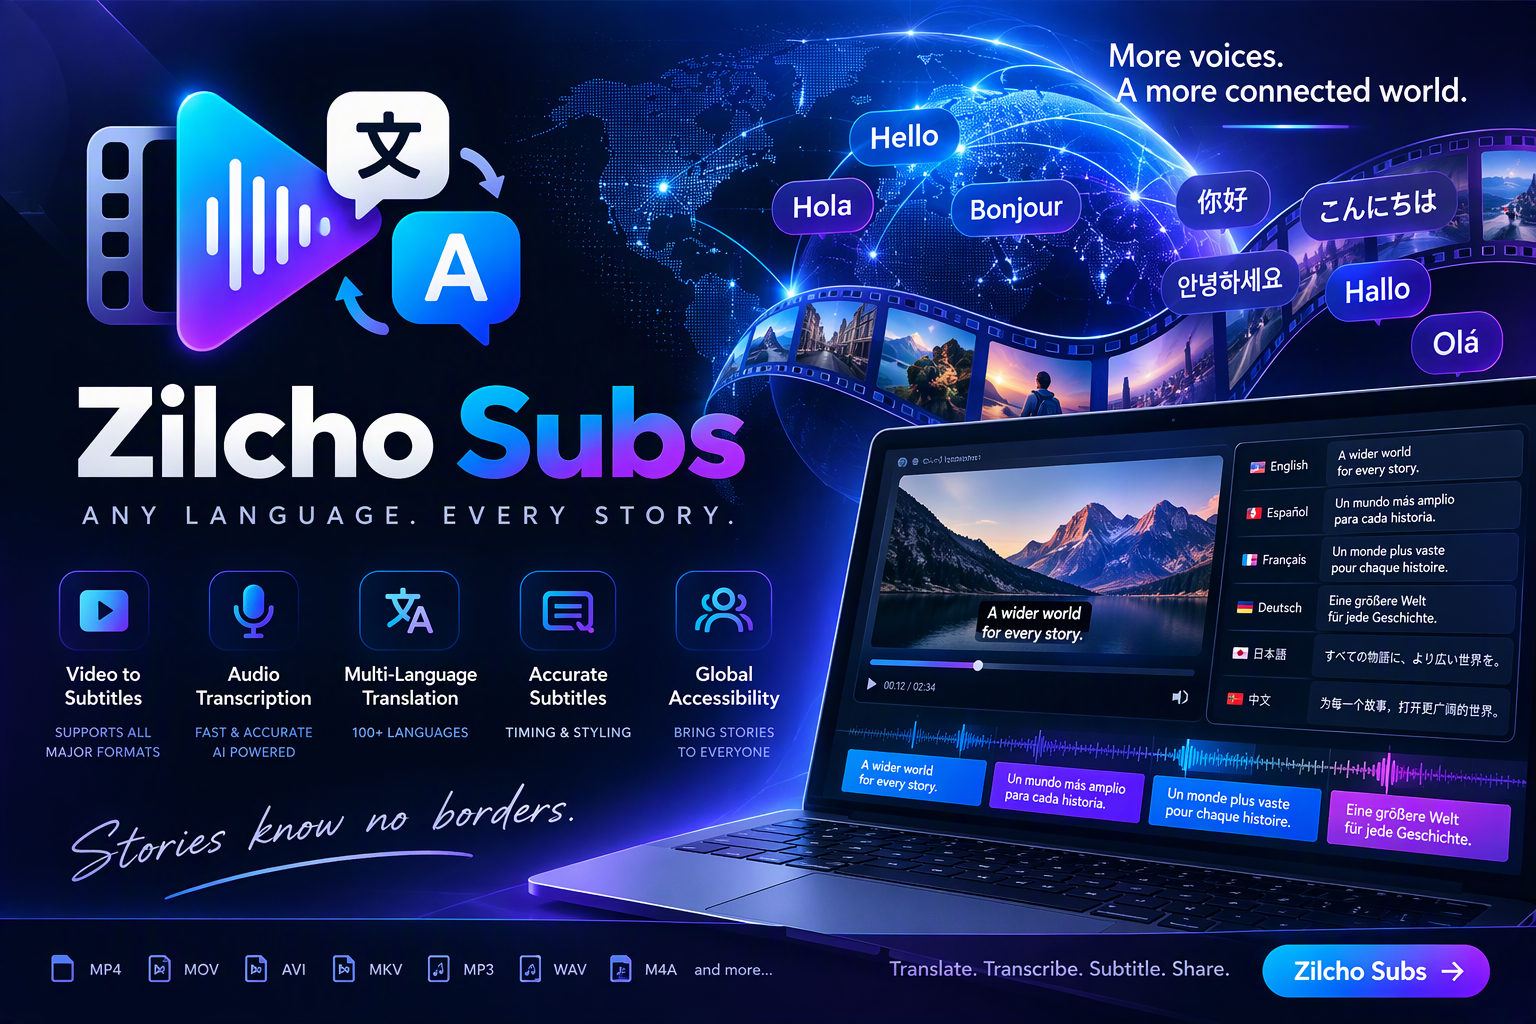 More voices.
A more connected world.
文
A
Hello
Hola
Bonjour
你好
こんにちは
안녕하세요
Hallo
Olá
Zilcho Subs
ANY LANGUAGE. EVERY STORY.
Video to
Subtitles
SUPPORTS ALL
MAJOR FORMATS
Audio
Transcription
FAST & ACCURATE
AI POWERED
文A
Multi-Language
Translation
100+ LANGUAGES
Accurate
Subtitles
TIMING & STYLING
Global
Accessibility
BRING STORIES
TO EVERYONE
Stories know no borders.
A wider world
for every story.
00:12 / 02:34
English
A wider world
for every story.
Español
Un mundo más amplio
para cada historia.
Français
Un monde plus vaste
pour chaque histoire.
Deutsch
Eine größere Welt
für jede Geschichte.
日本語
すべての物語に、より広い世界を。
中文
为每一个故事，打开更广阔的世界。
A wider world
for every story.
Un mundo más amplio
para cada historia.
Un monde plus vaste
pour chaque histoire.
Eine größere Welt
für jede Geschichte.
MP4
MOV
AVI
MKV
MP3
WAV
M4A
and more...
Translate. Transcribe. Subtitle. Share.
Zilcho Subs →